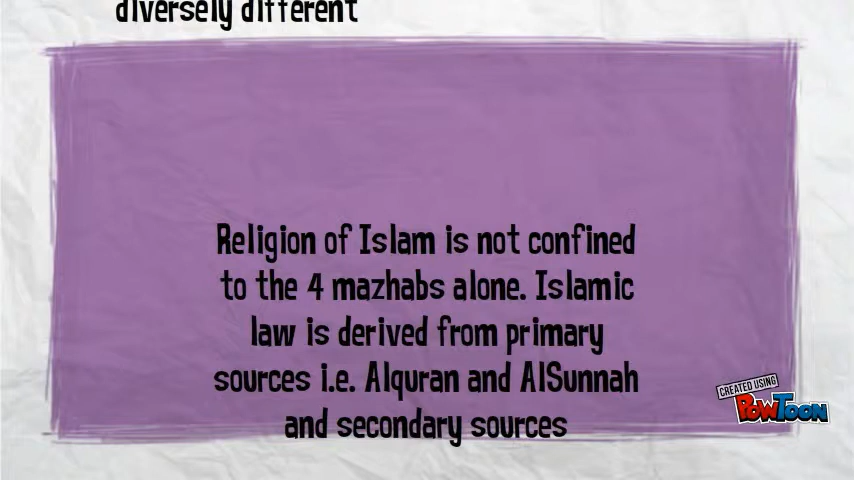 diversely different
Religion of Islam is not confined
to the 4 mazhabs alone. Islamic
law is derived from primary
sources i.e. Alquran and AlSunnah
and secondary sources
CREATED USING
POWTOON